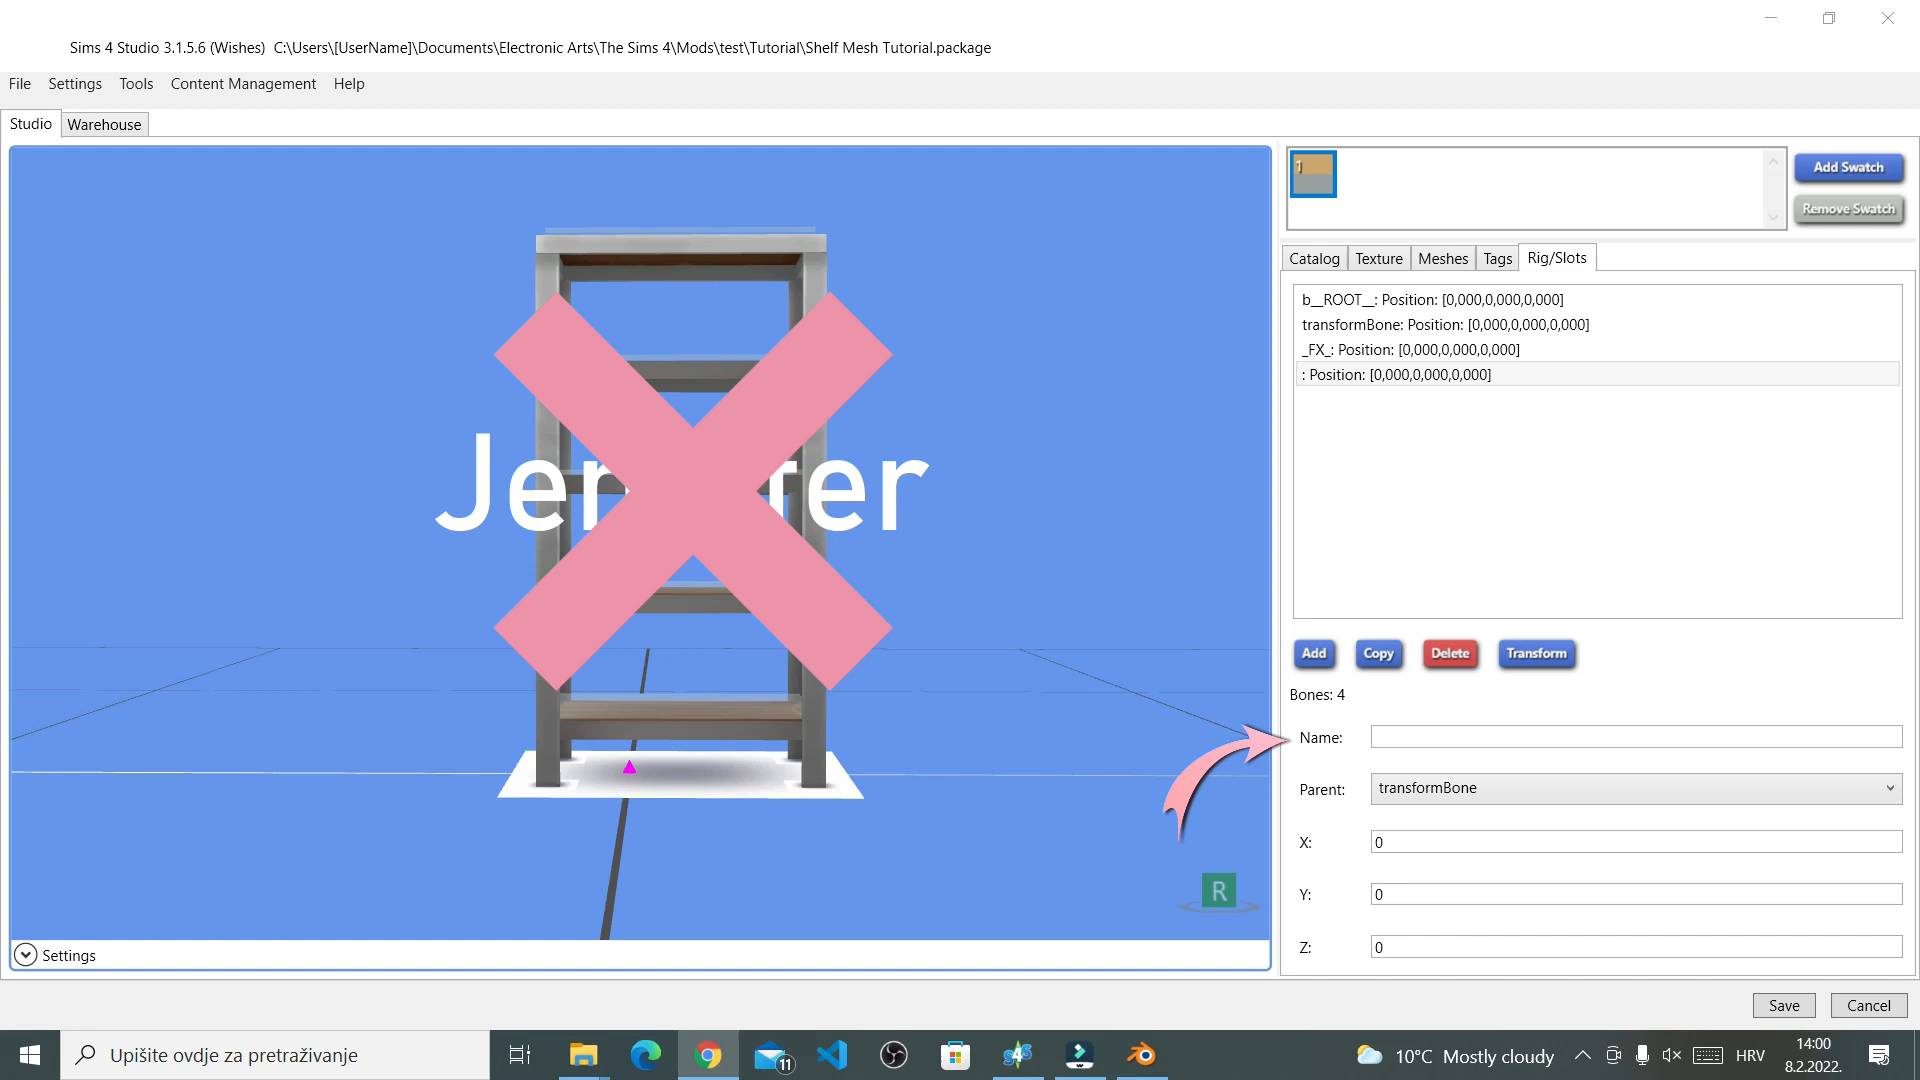 Sims 4 Studio 3.1.5.6 (Wishes) C:\Users\[UserName]\Documents\Electronic Arts\The Sims 4\Mods\test\Tutorial\Shelf Mesh Tutorial.package
File Settings Tools Content Management Help
Studio Warehouse
1
Add Swatch
Remove Swatch
Catalog Texture Meshes Tags Rig/Slots
b__ROOT__: Position: [0,000,0,000,0,000]
transformBone: Position: [0,000,0,000,0,000]
_FX_: Position: [0,000,0,000,0,000]
: Position: [0,000,0,000,0,000]
Add Copy Delete Transform
Bones: 4
Name:
Parent: transformBone
X: 0
Y: 0
Z: 0
R
Settings
Save Cancel
Upišite ovdje za pretraživanje
11
10°C Mostly cloudy
HRV
14:00
8.2.2022.